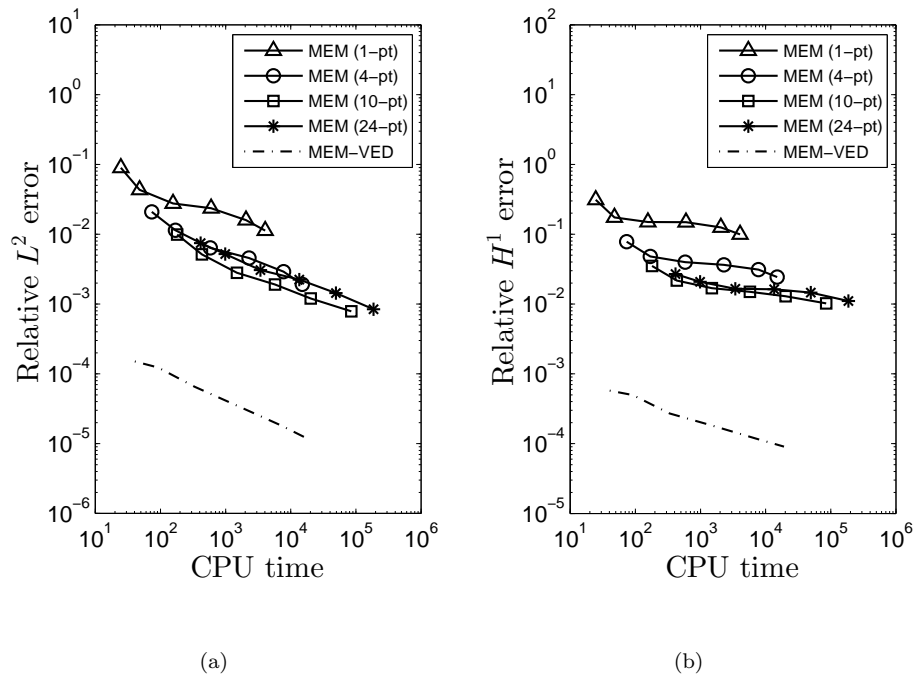 10^1
10^0
10^-1
10^-2
10^-3
10^-4
10^-5
10^-6
Relative L^2 error
MEM (1-pt)
MEM (4-pt)
MEM (10-pt)
MEM (24-pt)
MEM-VED
10^1 10^2 10^3 10^4 10^5 10^6
CPU time
(a)
10^2
10^1
10^0
10^-1
10^-2
10^-3
10^-4
10^-5
Relative H^1 error
MEM (1-pt)
MEM (4-pt)
MEM (10-pt)
MEM (24-pt)
MEM-VED
10^1 10^2 10^3 10^4 10^5 10^6
CPU time
(b)